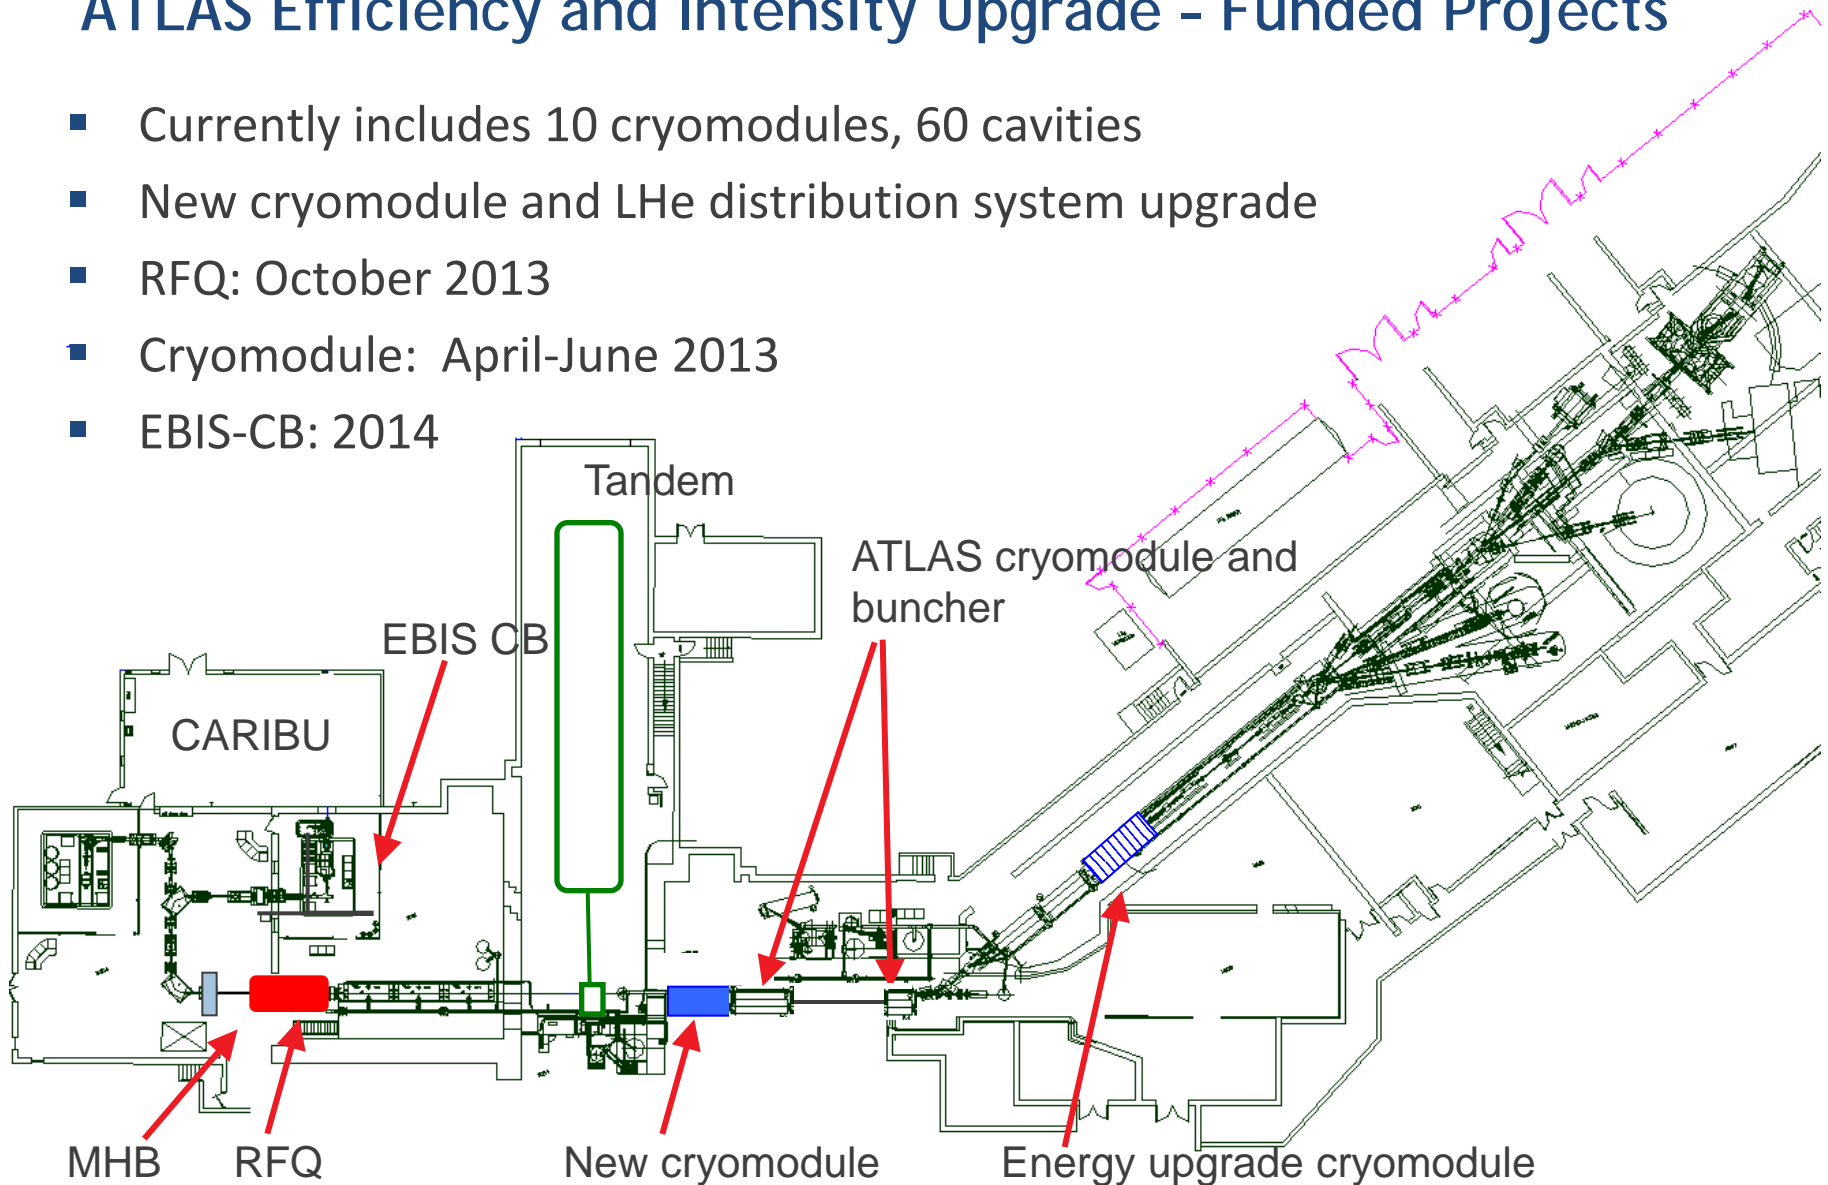 ATLAS Efficiency and Intensity Upgrade - Funded Projects
Currently includes 10 cryomodules, 60 cavities
New cryomodule and LHe distribution system upgrade
RFQ: October 2013
Cryomodule: April-June 2013
EBIS-CB: 2014
Tandem
ATLAS cryomodule and
buncher
EBIS CB
CARIBU
MHB
RFQ
New cryomodule
Energy upgrade cryomodule